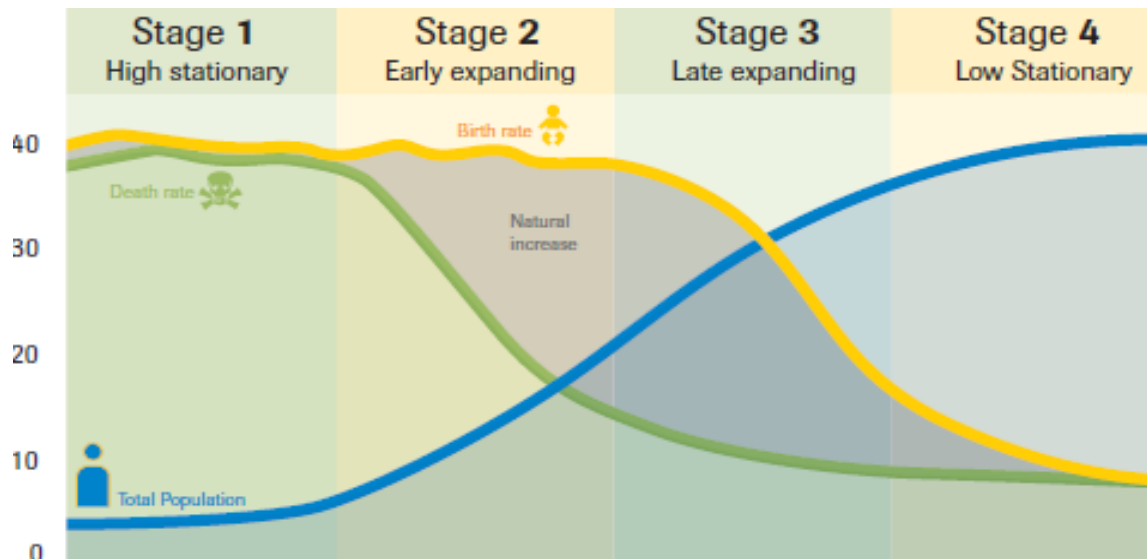 Stage 1
High stationary
Stage 2
Early expanding
Stage 3
Late expanding
Stage 4
Low Stationary
40
Birth rate
Death rate
Natural
increase
30
20
10
Total Population
0